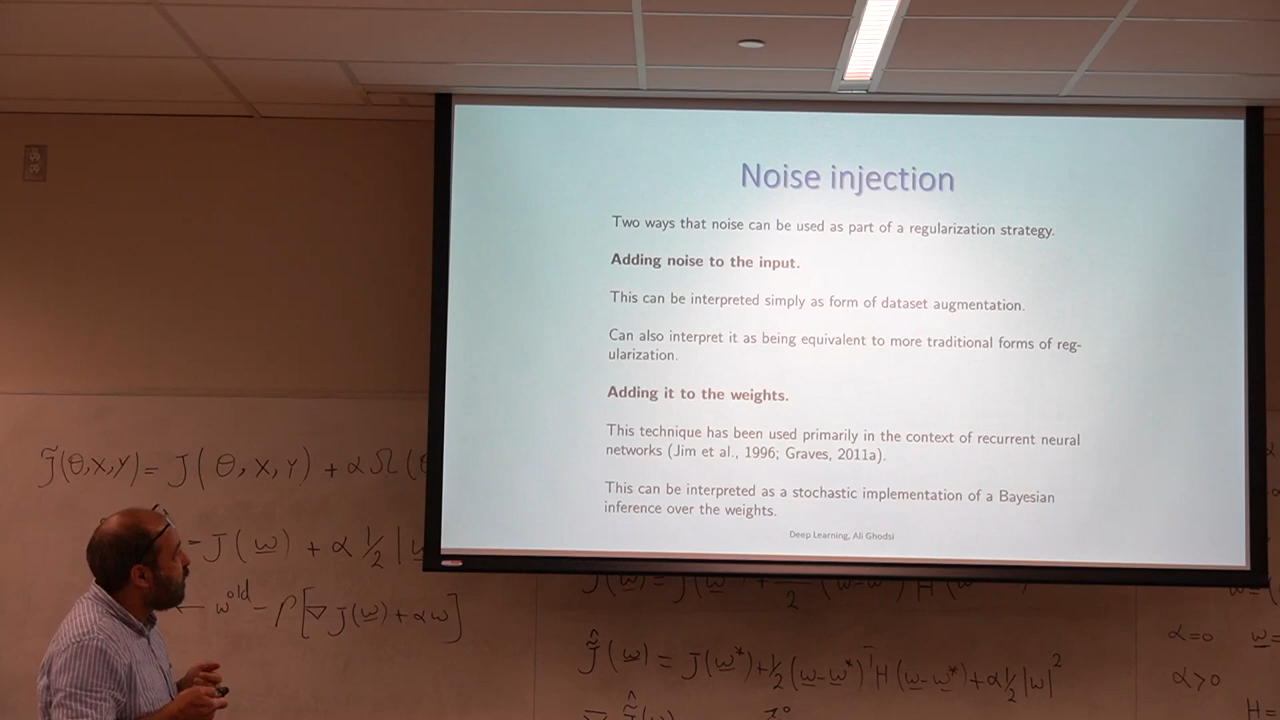 Noise injection
Two ways that noise can be used as part of a regularization strategy.
Adding noise to the input.
This can be interpreted simply as form of dataset augmentation.
Can also interpret it as being equivalent to more traditional forms of reg-
ularization.
Adding it to the weights.
This technique has been used primarily in the context of recurrent neural
networks (Jim et al., 1996; Graves, 2011a).
This can be interpreted as a stochastic implementation of a Bayesian
inference over the weights.
Deep Learning, Ali Ghodsi
J̃(θ,X,Y) = J(θ,X,Y) + αΩ(θ
= J(w) + α 1/2 |w
← w^old - ρ[∇J(w) + αw]
2 (w-w H (w
Ĵ̃(w) = J(w*) + 1/2 (w-w*)^T H (w-w*) + α 1/2 |w|^2
α=0 w=
α>0
H=